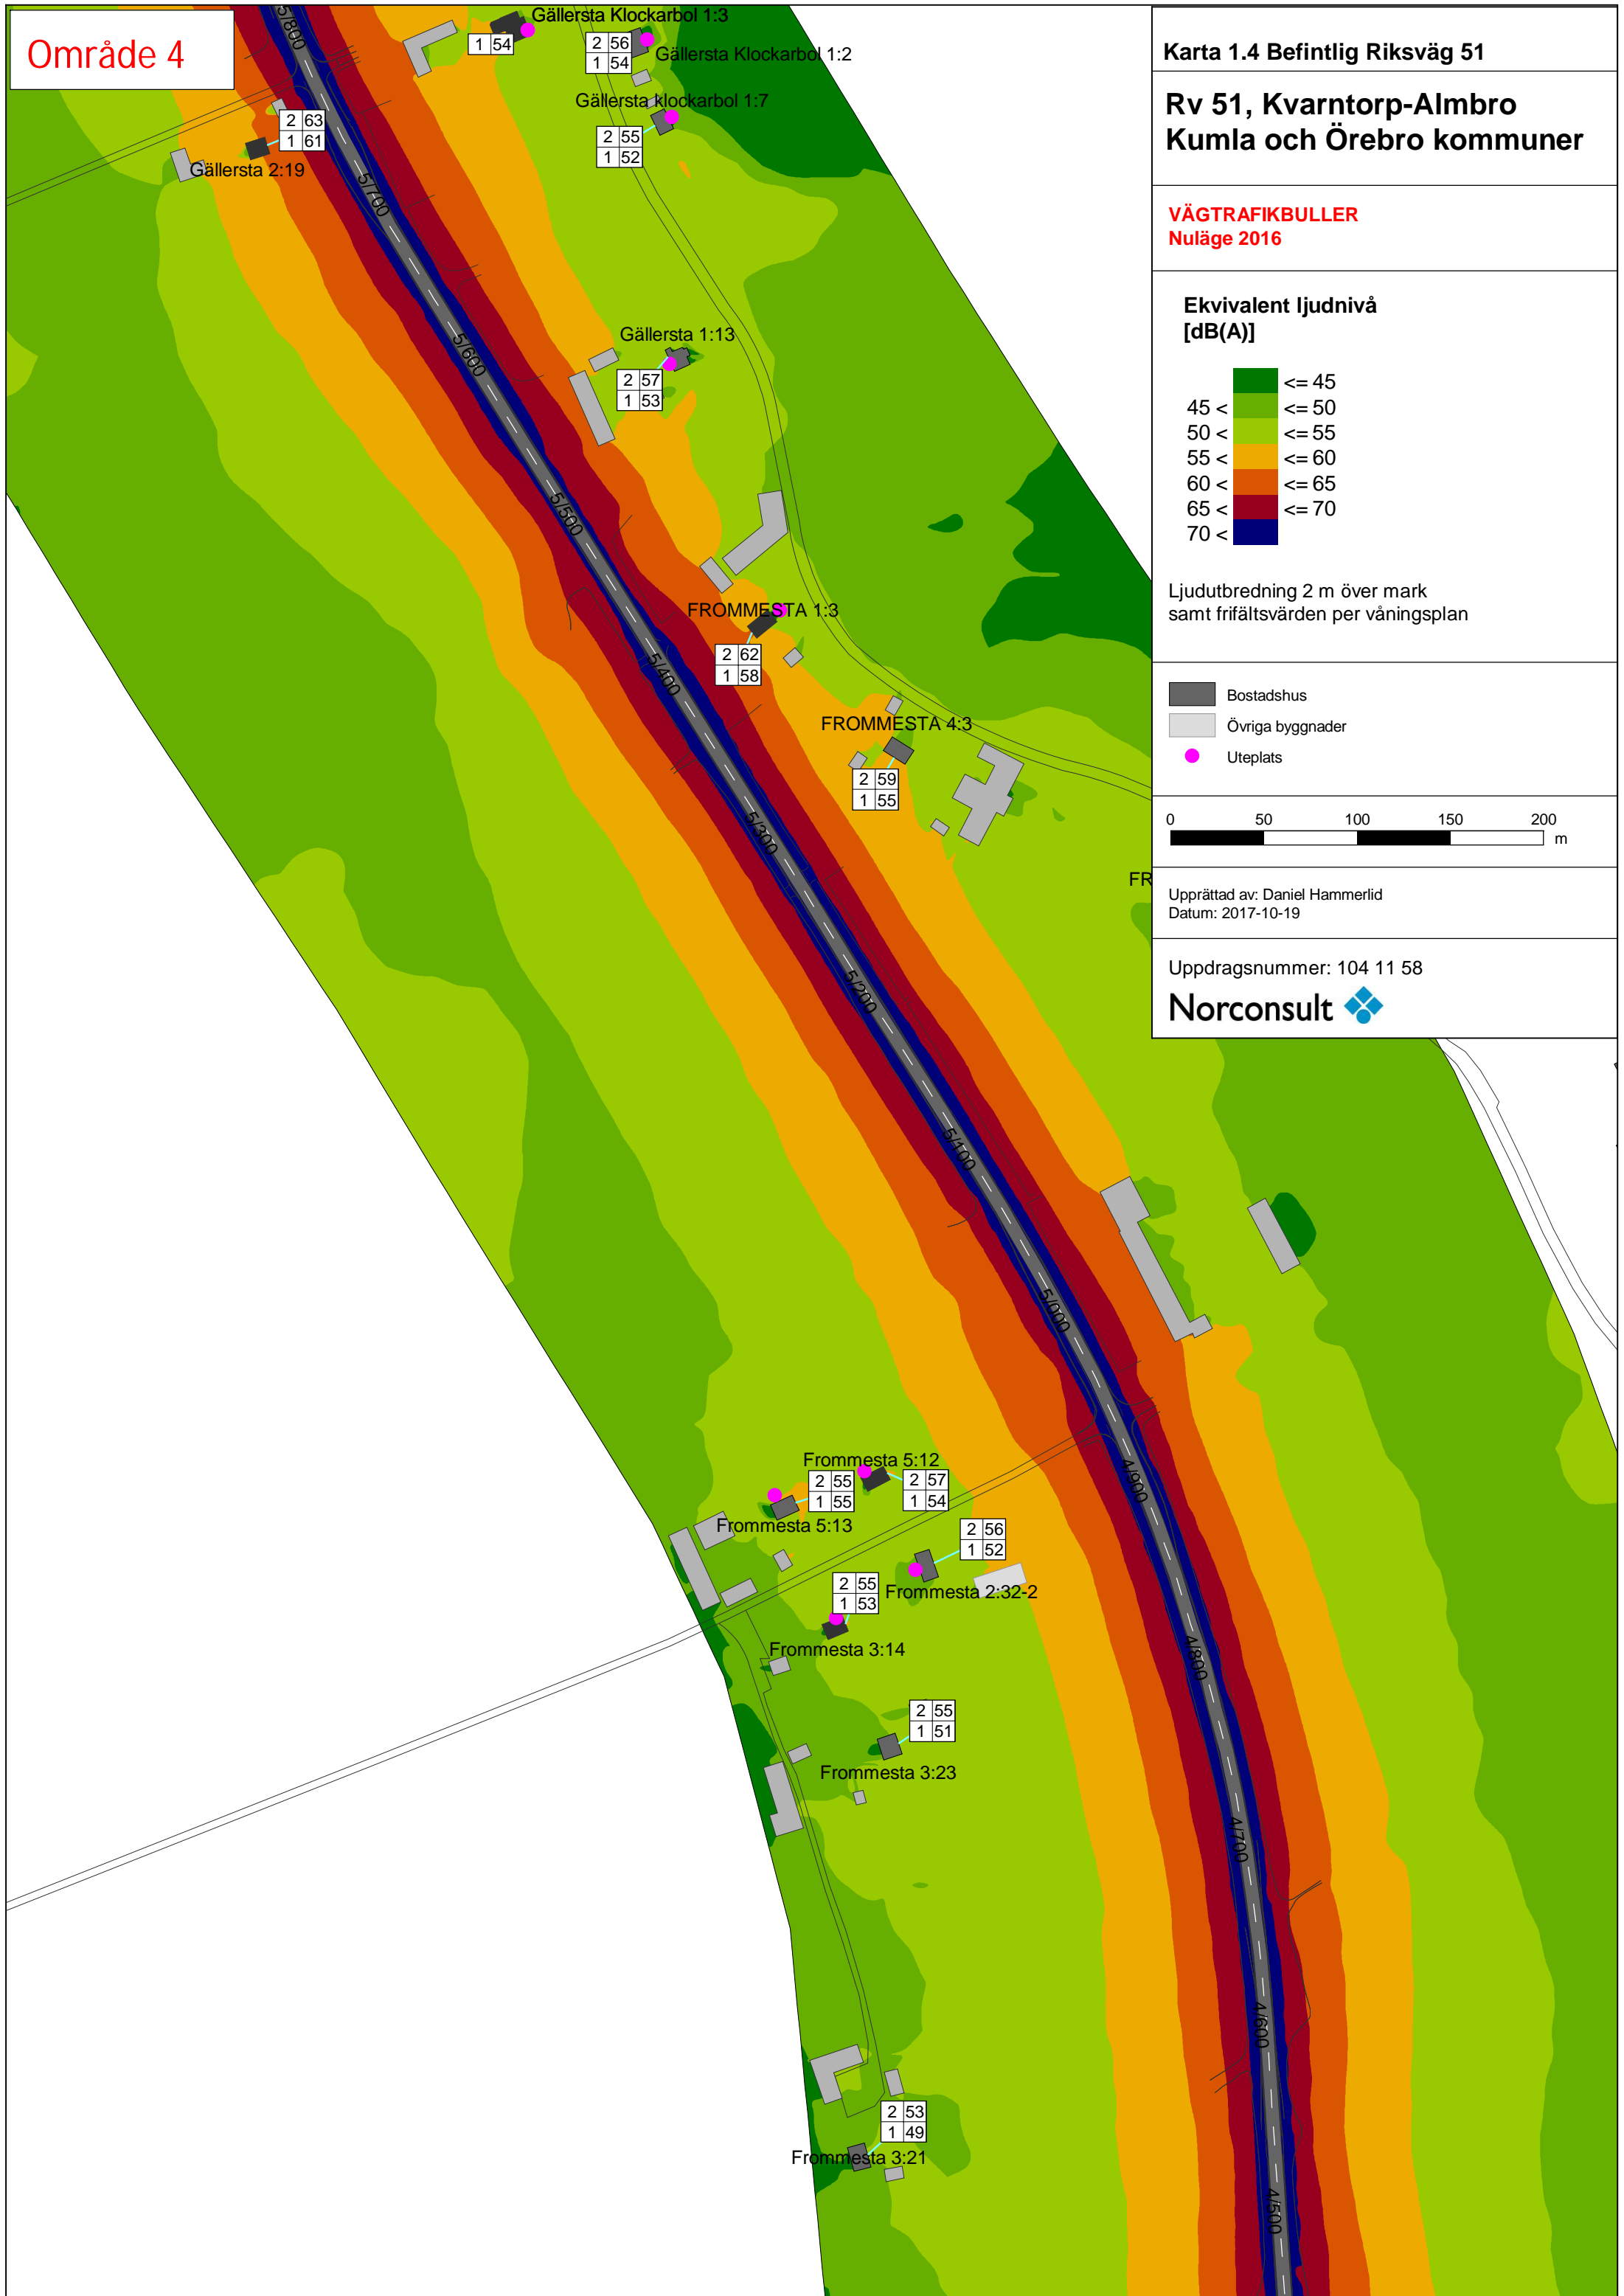 Område 4
Karta 1.4 Befintlig Riksväg 51
Rv 51, Kvarntorp-Almbro
Kumla och Örebro kommuner
VÄGTRAFIKBULLER
Nuläge 2016
Ekvivalent ljudnivå
[dB(A)]
<= 45
45 < <= 50
50 < <= 55
55 < <= 60
60 < <= 65
65 < <= 70
70 <
Ljudutbredning 2 m över mark
samt frifältsvärden per våningsplan
Bostadshus
Övriga byggnader
Uteplats
0 50 100 150 200
m
Upprättad av: Daniel Hammerlid
Datum: 2017-10-19
Uppdragsnummer: 104 11 58
Norconsult
Gällersta Klockarbol 1:3
1 54
2 56
1 54
Gällersta Klockarbol 1:2
Gällersta klockarbol 1:7
2 55
1 52
2 63
1 61
Gällersta 2:19
Gällersta 1:13
2 57
1 53
FROMMESTA 1:3
2 62
1 58
FROMMESTA 4:3
2 59
1 55
FR
Frommesta 5:12
2 55
1 55
2 57
1 54
Frommesta 5:13
2 56
1 52
Frommesta 2:32-2
2 55
1 53
Frommesta 3:14
2 55
1 51
Frommesta 3:23
2 53
1 49
Frommesta 3:21
5/800
5/700
5/600
5/500
5/400
5/300
5/200
5/100
5/000
4/900
4/800
4/700
4/600
4/500